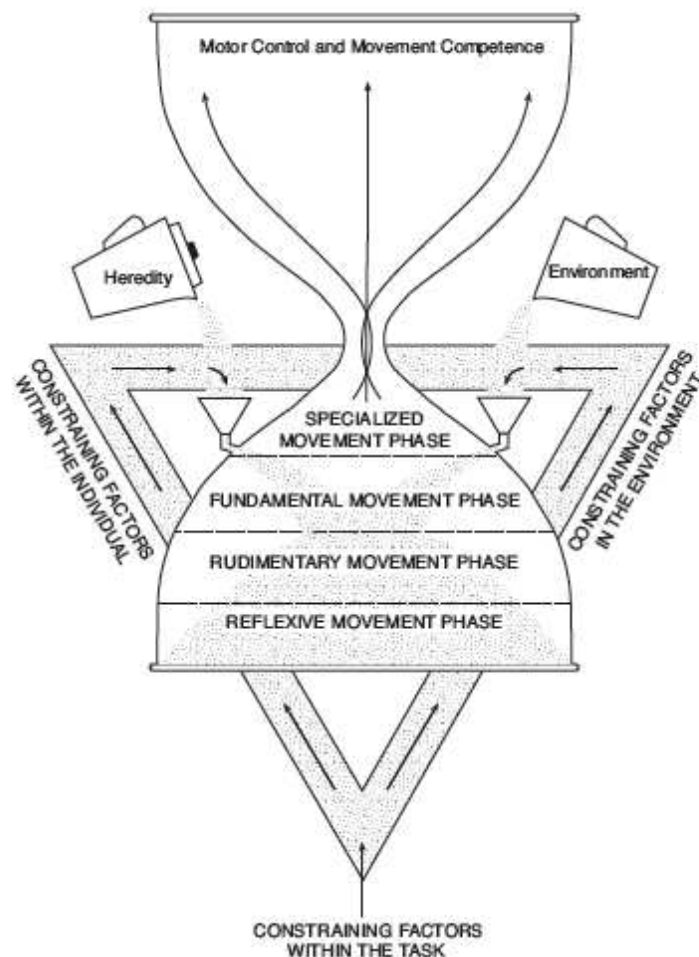 Motor Control and Movement Competence
Heredity
Environment
CONSTRAINING FACTORS
WITHIN THE INDIVIDUAL
CONSTRAINING FACTORS
IN THE ENVIRONMENT
SPECIALIZED
MOVEMENT PHASE
FUNDAMENTAL MOVEMENT PHASE
RUDIMENTARY MOVEMENT PHASE
REFLEXIVE MOVEMENT PHASE
CONSTRAINING FACTORS
WITHIN THE TASK